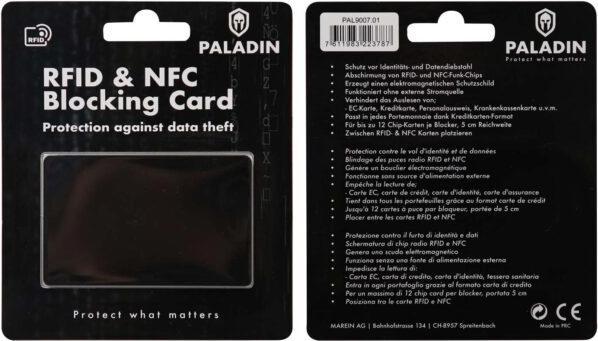 RFID
PALADIN
RFID & NFC
Blocking Card
Protection against data theft
Protect what matters
PAL9007.01
7611983223787
PALADIN
Protect what matters
• Schutz vor Identitäts- und Datendiebstahl
• Abschirmung von RFID- und NFC-Funk-Chips
• Erzeugt einen elektromagnetischen Schutzschild
• Funktioniert ohne externe Stromquelle
• Verhindert das Auslesen von;
- EC-Karte, Kreditkarte, Personalausweis, Krankenkassenkarte u.v.m.
• Passt in jedes Portemonnaie dank Kreditkarten-Format
• Für bis zu 12 Chip-Karten je Blocker, 5 cm Reichweite
• Zwischen RFID- & NFC Karten platzieren
• Protection contre le vol d'identité et de données
• Blindage des puces radio RFID et NFC
• Génère un bouclier électromagnétique
• Fonctionne sans source d'alimentation externe
• Empêche la lecture de;
- Carte EC, carte de crédit, carte d'identité, carte d'assurance
• Tient dans tous les portefeuilles grâce au format carte de crédit
• Jusqu'à 12 cartes à puce par bloqueur, portée de 5 cm
• Placer entre les cartes RFID et NFC
• Protezione contro il furto di identità e dati
• Schermatura di chip radio RFID e NFC
• Genera uno scudo elettromagnetico
• Funziona senza una fonte di alimentazione esterna
• Impedisce la lettura di:
- Carta EC, carta di credito, carta d'identità, tessera sanitaria
• Entra in ogni portafoglio grazie al formato carta di credito
• Per un massimo di 12 chip card per blocker, portata 5 cm
• Posiziona tra le carte RFID e NFC
MAREIN AG | Bahnhofstrasse 134 | CH-8957 Spreitenbach
Made in PRC
CE